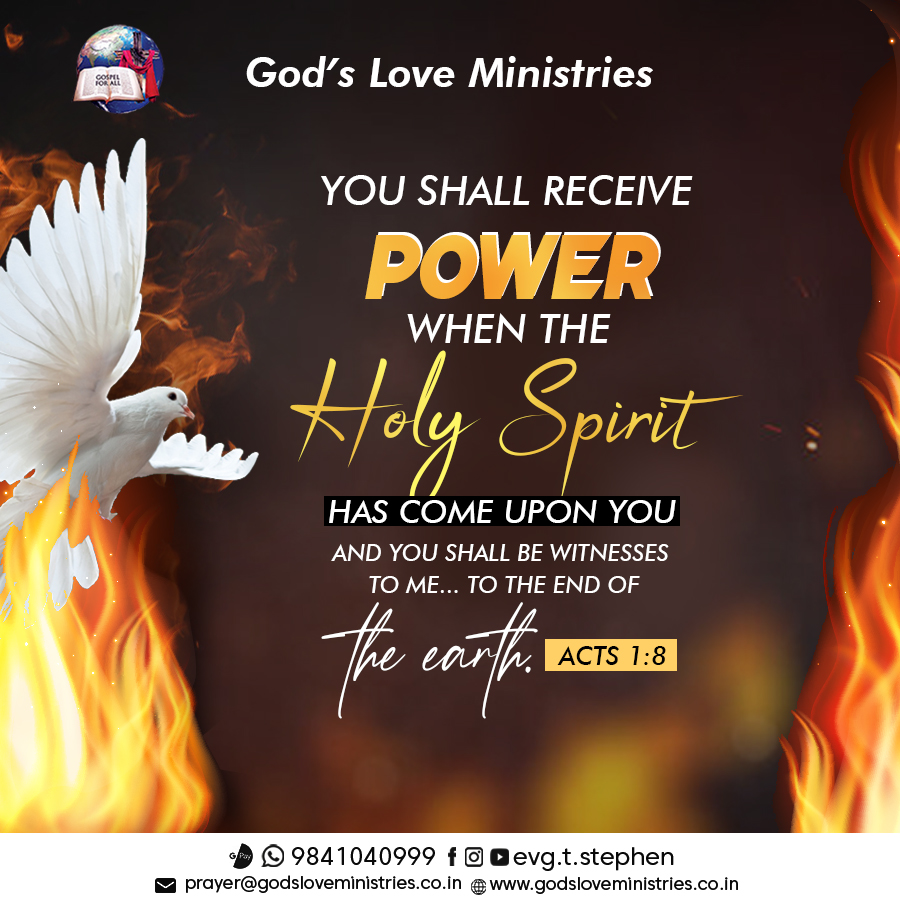 GOSPEL
FOR ALL
God's Love Ministries
YOU SHALL RECEIVE
POWER
WHEN THE
Holy Spirit
HAS COME UPON YOU
AND YOU SHALL BE WITNESSES
TO ME... TO THE END OF
the earth. ACTS 1:8
G Pay 9841040999 evg.t.stephen
prayer@godsloveministries.co.in www.godsloveministries.co.in